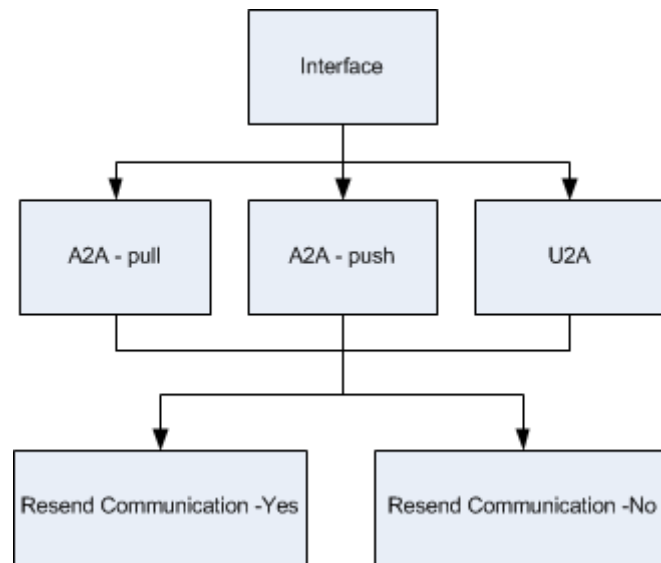 Interface
A2A - pull
A2A - push
U2A
Resend Communication -Yes
Resend Communication -No